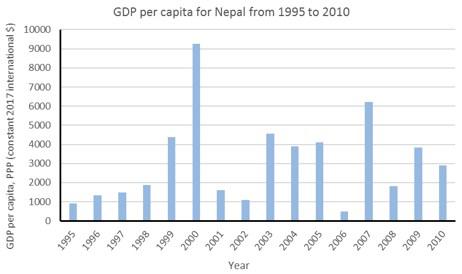 GDP per capita for Nepal from 1995 to 2010
GDP per capita, PPP (constant 2017 international $)
10000
9000
8000
7000
6000
5000
4000
3000
2000
1000
0
1995 1996 1997 1998 1999 2000 2001 2002 2003 2004 2005 2006 2007 2008 2009 2010
Year